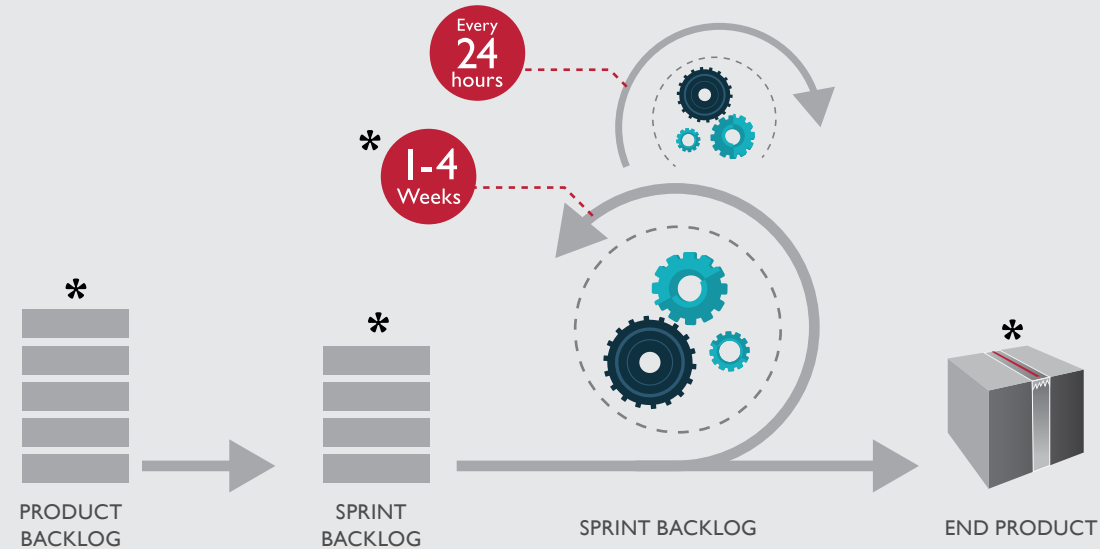 Every
24
hours
*
1-4
Weeks
*
*
*
PRODUCT
BACKLOG
SPRINT
BACKLOG
SPRINT BACKLOG
END PRODUCT